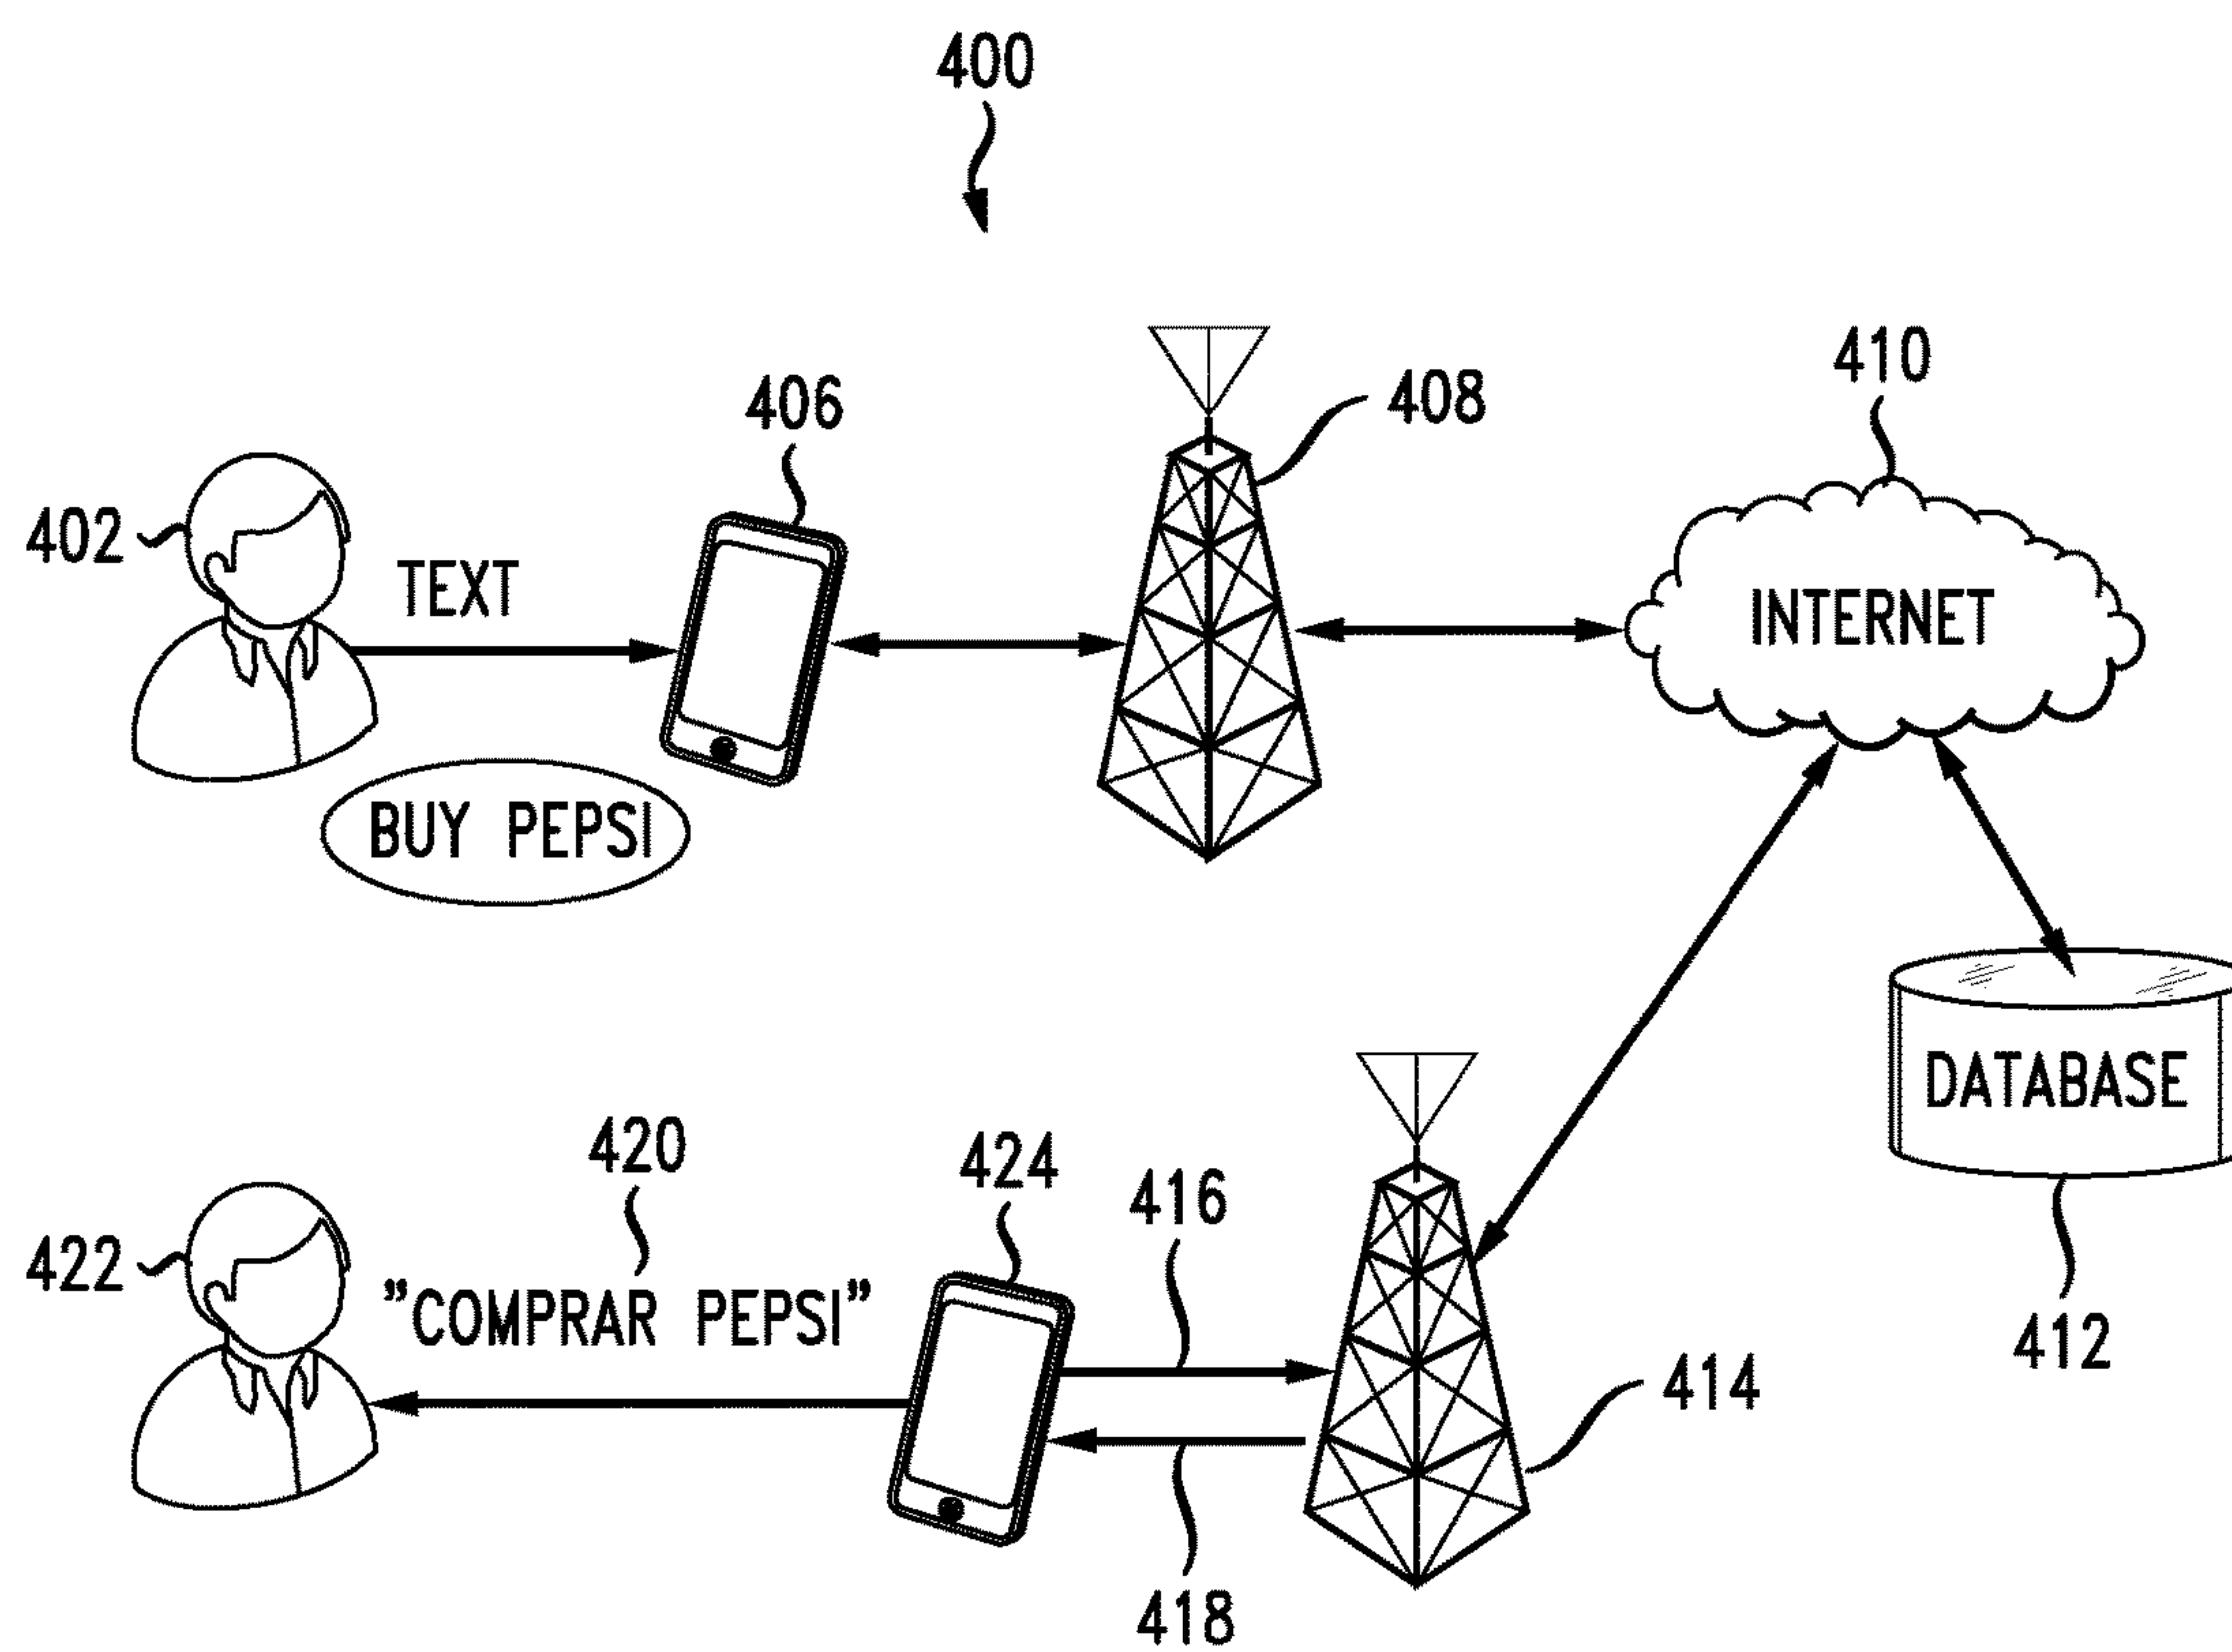 400
410
406
408
402
TEXT
INTERNET
BUY PEPSI
DATABASE
420
424
416
422
"COMPRAR PEPSI"
412
414
418